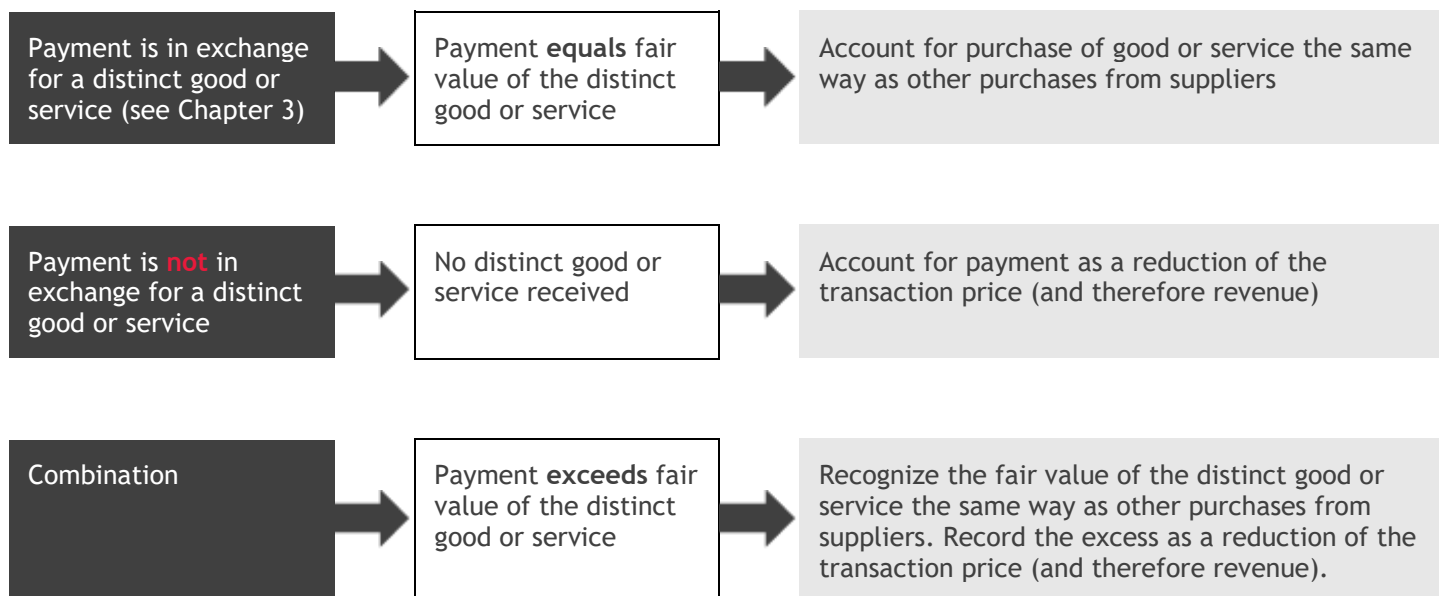 Payment is in exchange
for a distinct good or
service (see Chapter 3)
Payment equals fair
value of the distinct
good or service
Account for purchase of good or service the same
way as other purchases from suppliers
Payment is not in
exchange for a distinct
good or service
No distinct good or
service received
Account for payment as a reduction of the
transaction price (and therefore revenue)
Combination
Payment exceeds fair
value of the distinct
good or service
Recognize the fair value of the distinct good or
service the same way as other purchases from
suppliers. Record the excess as a reduction of the
transaction price (and therefore revenue).